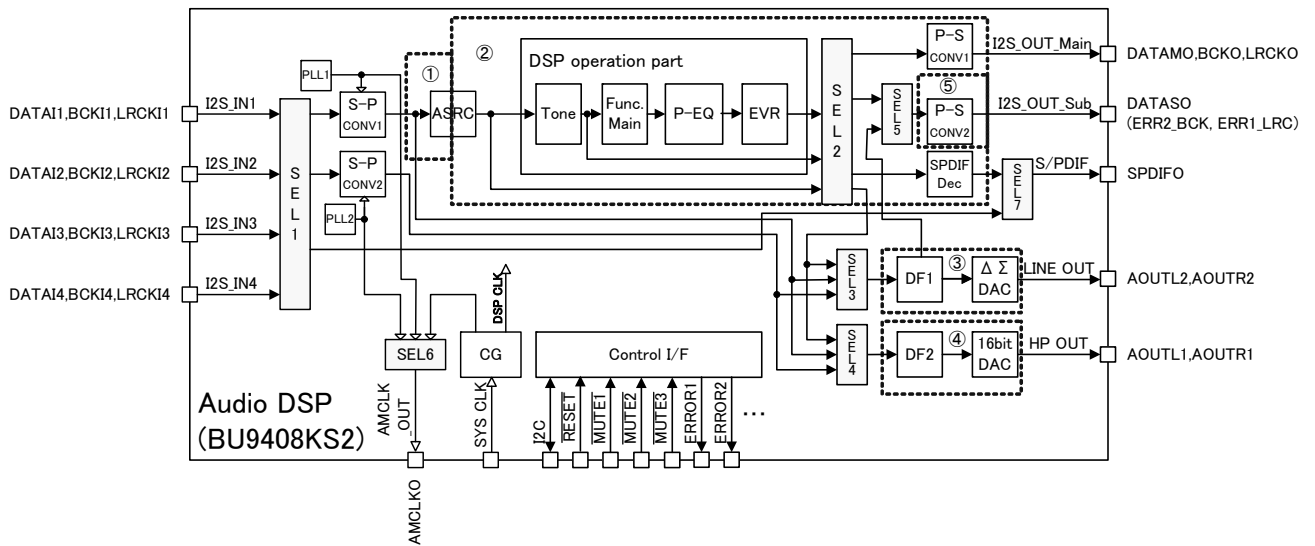 ①
②
DSP operation part
P-S
CONV1
I2S_OUT_Main
DATAMO,BCKO,LRCKO
PLL1
DATAI1,BCKI1,LRCKI1
I2S_IN1
S-P
CONV1
ASRC
Tone
Func.
Main
P-EQ
EVR
SEL2
SEL5
⑤
P-S
CONV2
I2S_OUT_Sub
DATASO
(ERR2_BCK, ERR1_LRC)
DATAI2,BCKI2,LRCKI2
I2S_IN2
SEL1
S-P
CONV2
PLL2
SPDIF
Dec
SEL7
S/PDIF
SPDIFO
DATAI3,BCKI3,LRCKI3
I2S_IN3
DATAI4,BCKI4,LRCKI4
I2S_IN4
SEL3
DF1
③
Δ Σ
DAC
LINE OUT
AOUTL2,AOUTR2
DSP CLK
SEL6
CG
Control I/F
SEL4
DF2
④
16bit
DAC
HP OUT
AOUTL1,AOUTR1
Audio DSP
(BU9408KS2)
AMCLK
_OUT
SYS CLK
I2C
RESET
MUTE1
MUTE2
MUTE3
ERROR1
ERROR2
...
AMCLKO